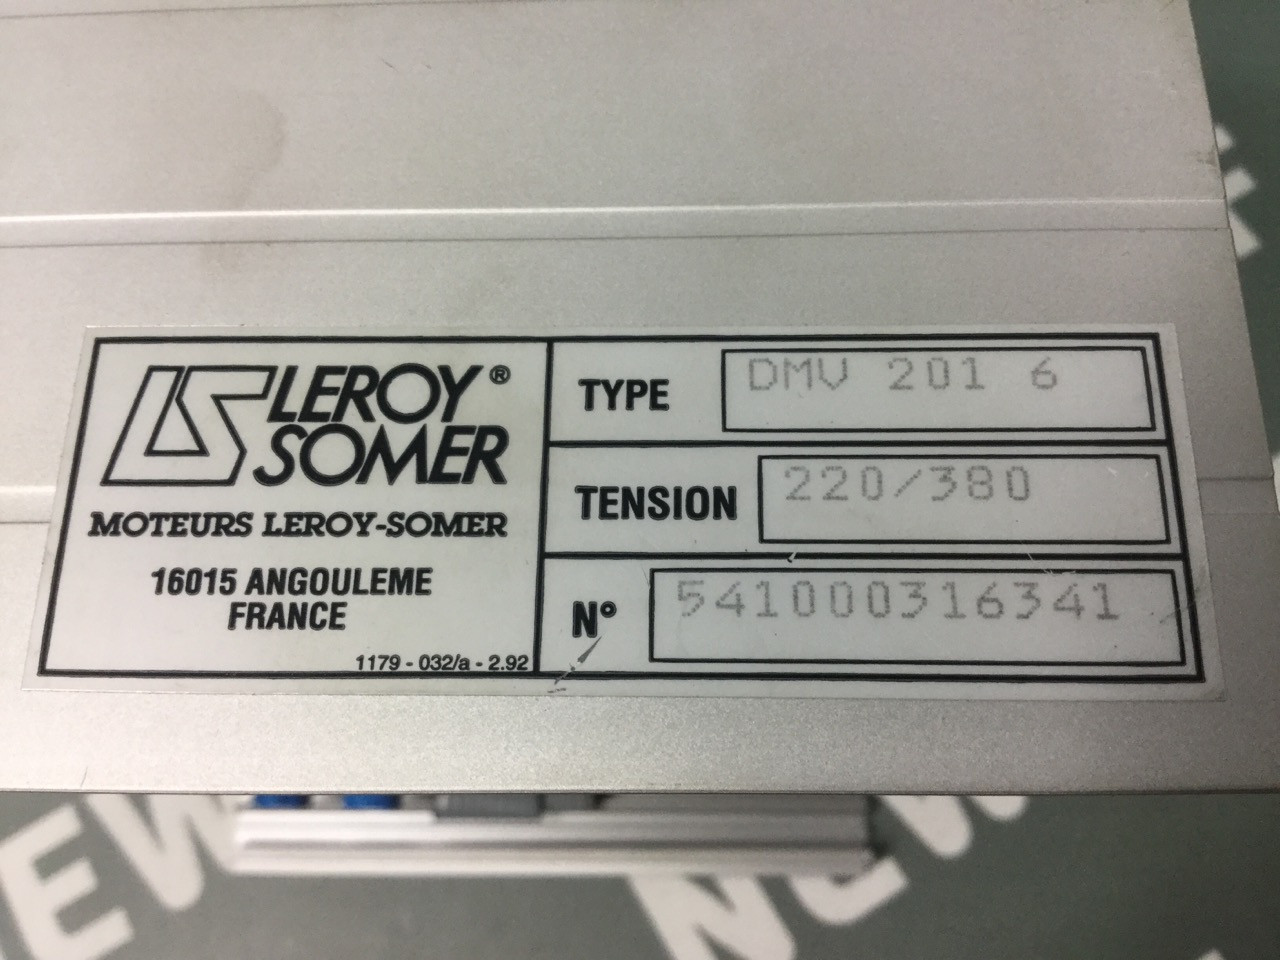 LEROY®
SOMER
MOTEURS LEROY-SOMER
16015 ANGOULEME
FRANCE
1179 - 032/a - 2.92
TYPE DMV 201 6
TENSION 220/380
N° 541000316341